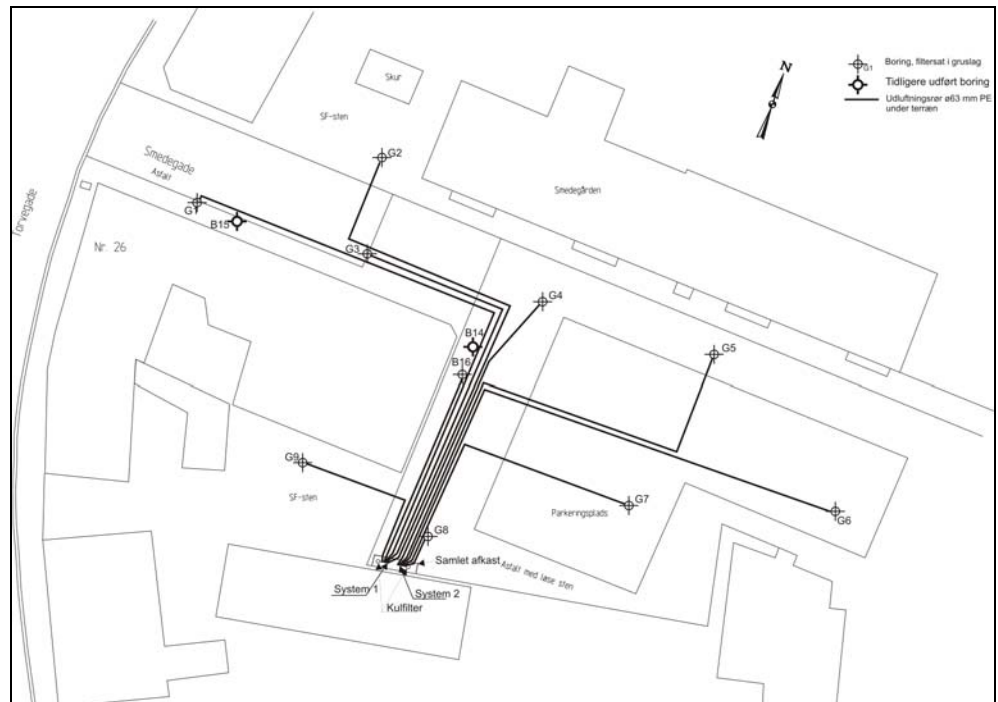 N
G1
Boring, filtersat i gruslag
Tidligere udført boring
Udluftningsrør ø63 mm PE
under terræn
Skur
SF-sten
Smedegade
Asfalt
Torvegade
G2
Smedegården
G1
B15
Nr. 26
G3
G4
B14
G5
B16
G9
SF-sten
G7
Parkeringsplads
G6
G8
Samlet afkast
Asfalt med løse sten
System 1
System 2
Kulfilter